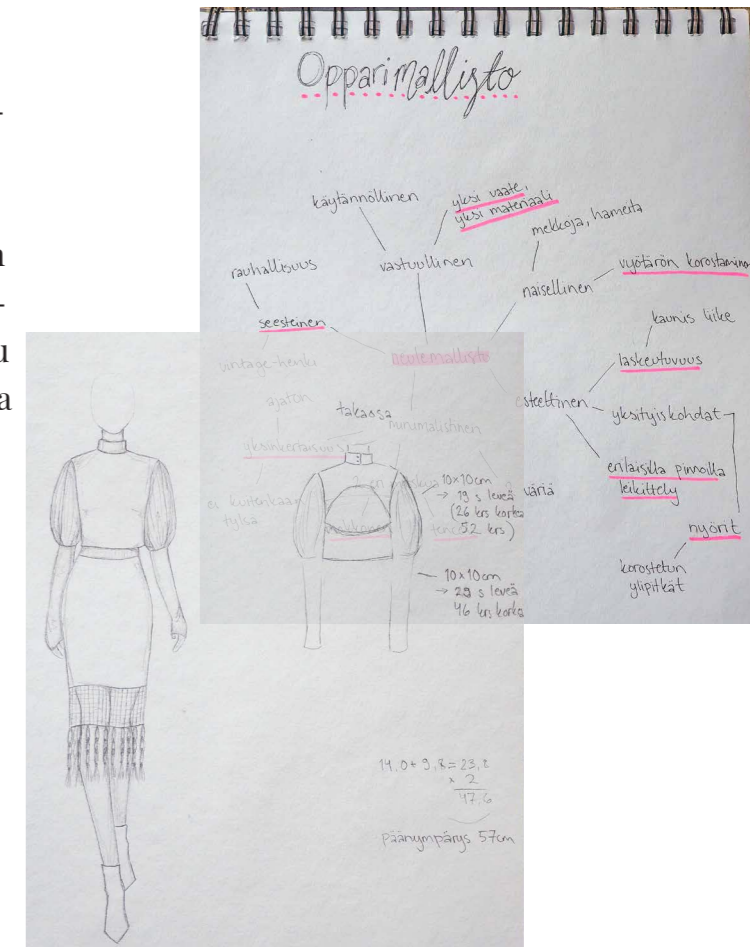 Opparimallisto
käytännöllinen
yksi vaate,
yksi materiaali
mekkoja, hameita
rauhallisuus
vastuullinen
vyötärön korostamine
naisellinen
seesteinen
kaunis liike
vintage-henki
neulemallisto
laskeutuvuus
ajaton
esteettinen
yksityiskohdat
takaosa
minimalistinen
yksinkertaisuus
erilaisilla pinnoilla
leikittely
ei kuitenkaan
tylsä
väriä
nyörit
korostetun
ylipitkät
10x10cm
→ 19 s leveä
(26 krs korkea
52 krs)
10x10cm
→ 29 s leveä
46 krs korkea
14,0 + 9,8 = 23,8
x 2
47,6
päänympärys 57cm
n
u
a